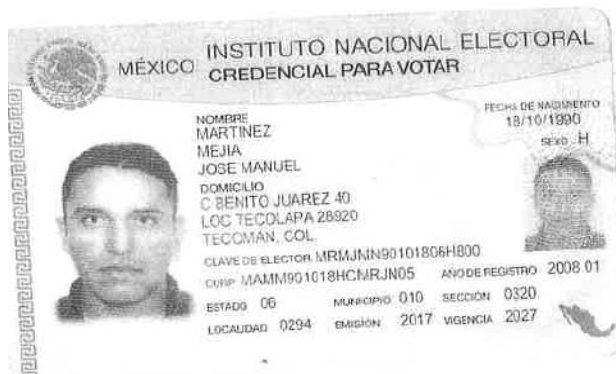 MÉXICO INSTITUTO NACIONAL ELECTORAL
CREDENCIAL PARA VOTAR
NOMBRE
MARTINEZ
MEJIA
JOSE MANUEL
FECHA DE NACIMIENTO
18/10/1990
SEXO H
DOMICILIO
C BENITO JUAREZ 40
LOC TECOLAPA 28920
TECOMAN, COL.
CLAVE DE ELECTOR MRMJMN90101806H800
CURP MAMM901018HCMRJN05 AÑO DE REGISTRO 2008 01
ESTADO 06 MUNICIPIO 010 SECCIÓN 0320
LOCALIDAD 0294 EMISIÓN 2017 VIGENCIA 2027